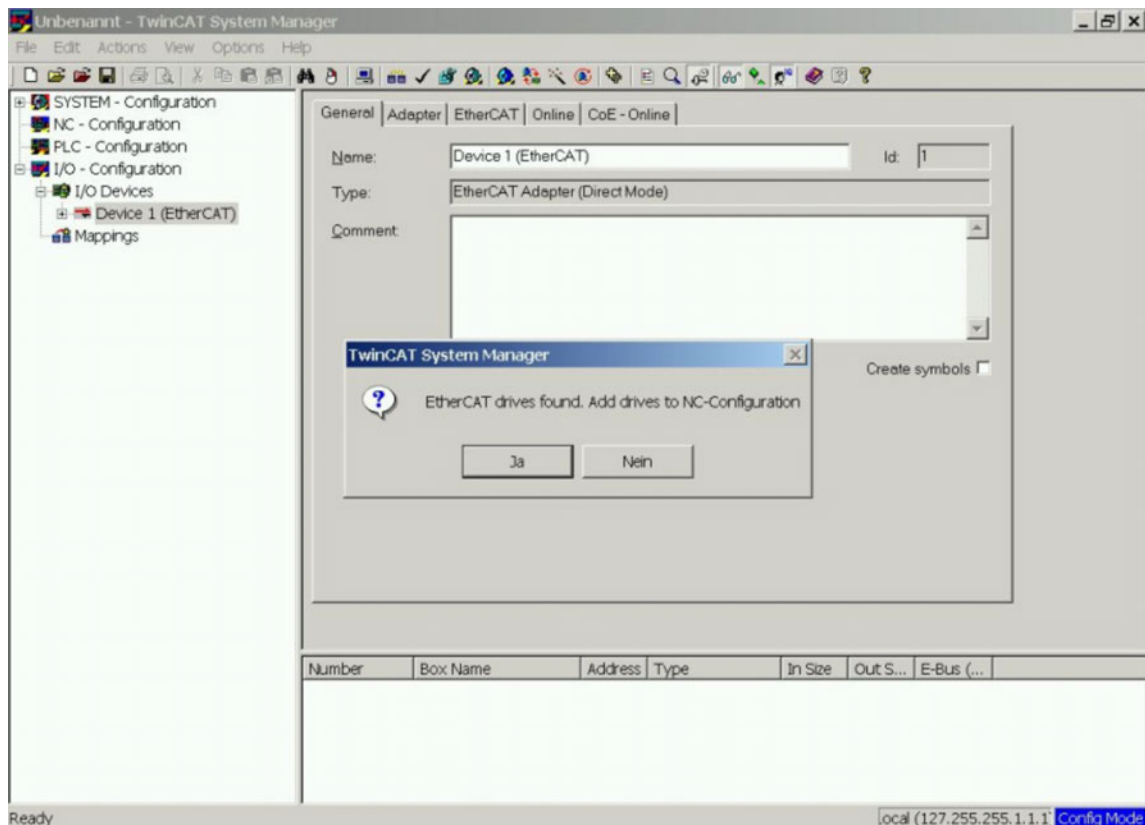 Unbenannt - TwinCAT System Manager
File Edit Actions View Options Help
SYSTEM - Configuration
NC - Configuration
PLC - Configuration
I/O - Configuration
I/O Devices
Device 1 (EtherCAT)
Mappings
General Adapter EtherCAT Online CoE - Online
Name: Device 1 (EtherCAT) Id: 1
Type: EtherCAT Adapter (Direct Mode)
Comment:
TwinCAT System Manager
EtherCAT drives found. Add drives to NC-Configuration
Ja Nein
Create symbols
Number Box Name Address Type In Size Out S... E-Bus (...
Ready ocal (127.255.255.1.1.1) Config Mode